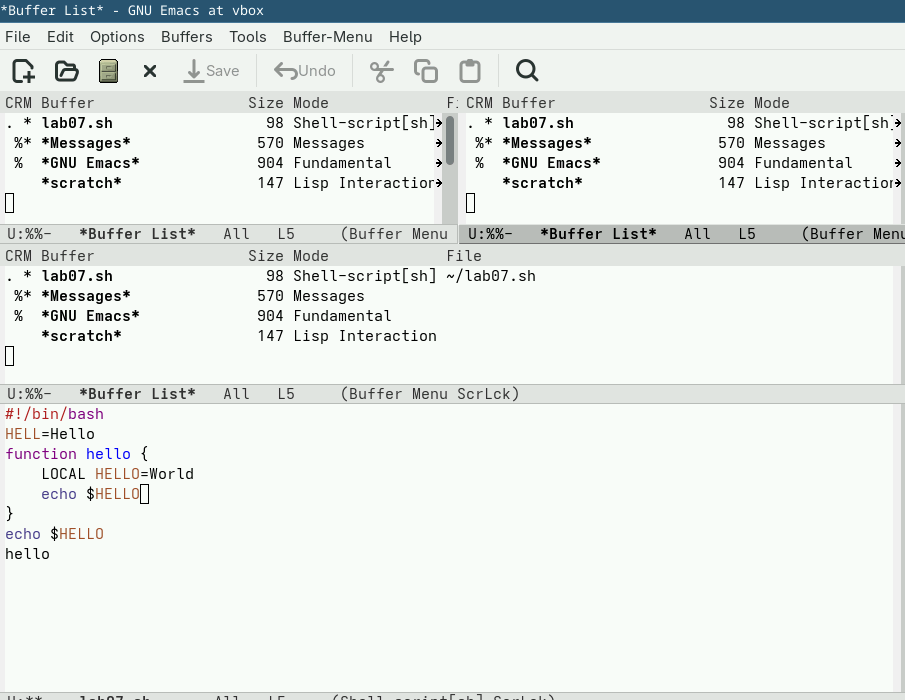 *Buffer List* - GNU Emacs at vbox
File Edit Options Buffers Tools Buffer-Menu Help
Save Undo
CRM Buffer Size Mode F
. * lab07.sh 98 Shell-script[sh]
%* *Messages* 570 Messages
% *GNU Emacs* 904 Fundamental
*scratch* 147 Lisp Interaction
U:%%- *Buffer List* All L5 (Buffer Menu
CRM Buffer Size Mode
. * lab07.sh 98 Shell-script[sh]
%* *Messages* 570 Messages
% *GNU Emacs* 904 Fundamental
*scratch* 147 Lisp Interaction
U:%%- *Buffer List* All L5 (Buffer Menu
CRM Buffer Size Mode File
. * lab07.sh 98 Shell-script[sh] ~/lab07.sh
%* *Messages* 570 Messages
% *GNU Emacs* 904 Fundamental
*scratch* 147 Lisp Interaction
U:%%- *Buffer List* All L5 (Buffer Menu ScrLck)
#!/bin/bash
HELL=Hello
function hello {
LOCAL HELLO=World
echo $HELLO
}
echo $HELLO
hello
U:**- lab07.sh All L5 (Shell-script[sh] ScrLck)